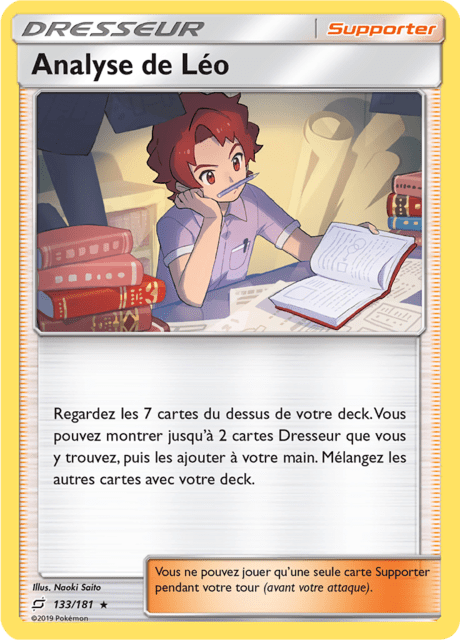 DRESSEUR
Supporter
Analyse de Léo
Regardez les 7 cartes du dessus de votre deck.Vous
pouvez montrer jusqu'à 2 cartes Dresseur que vous
y trouvez, puis les ajouter à votre main. Mélangez les
autres cartes avec votre deck.
Vous ne pouvez jouer qu'une seule carte Supporter
pendant votre tour (avant votre attaque).
Illus. Naoki Saito
133/181 ★
©2019 Pokémon